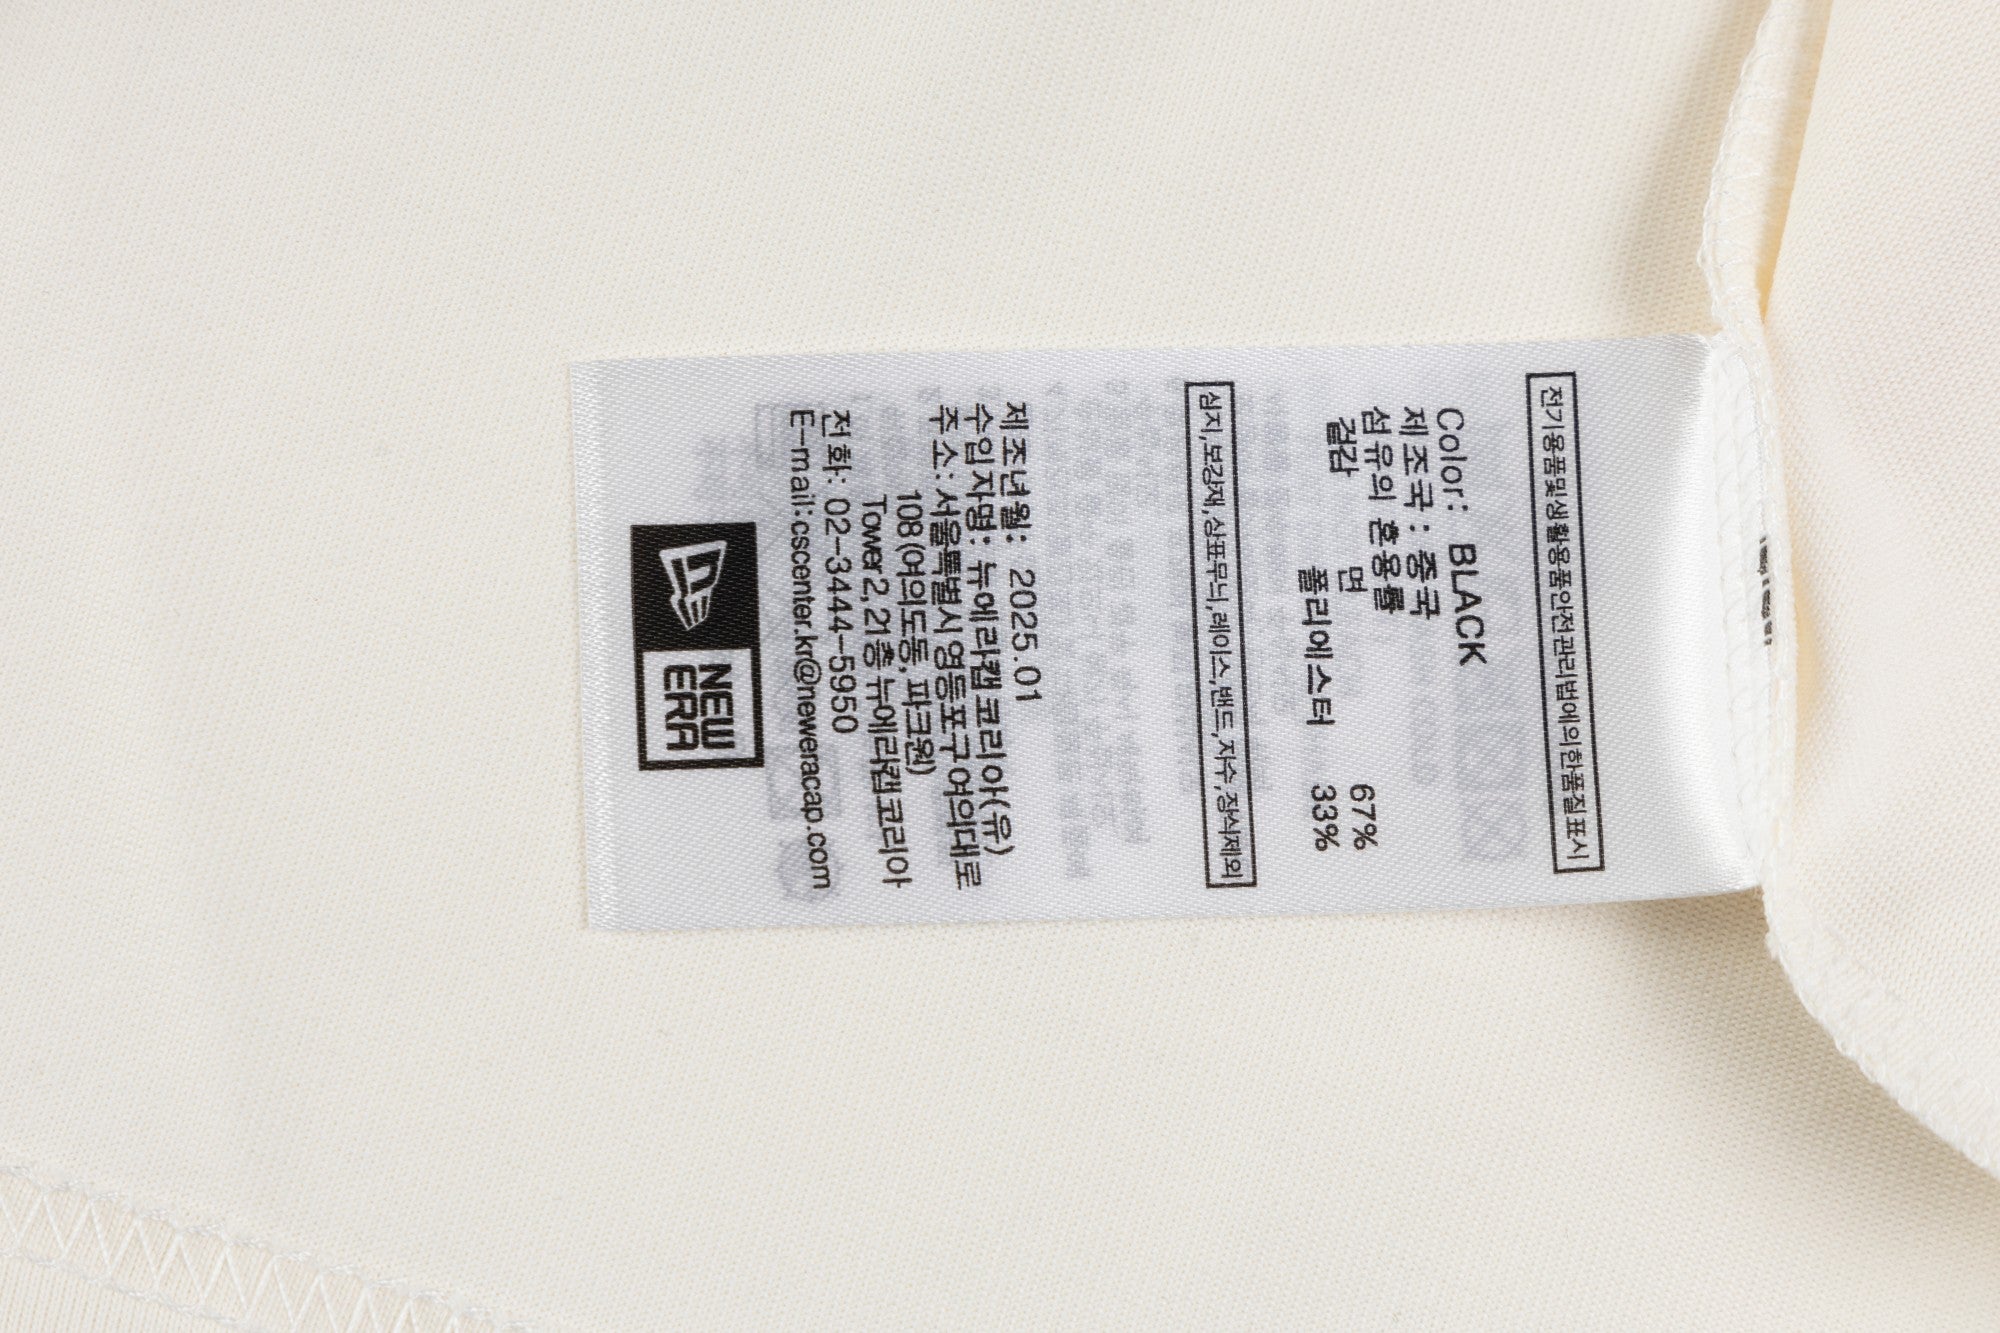 전기용품및생활용품안전관리법에의한품질표시
Color: BLACK
제조국 : 중국
섬유의 혼용률
겉감 면 67%
폴리에스터 33%
심지,보강재,상표무늬,레이스,밴드,자수,장식제외
제조년월: 2025.01
수입자명: 뉴에라캡 코리아(유)
주소: 서울특별시 영등포구 여의대로
108(여의도동, 파크원)
Tower 2, 21층 뉴에라캡코리아
전화: 02-3444-5950
E-mail:cscenter.kr@neweracap.com
NEW
ERA